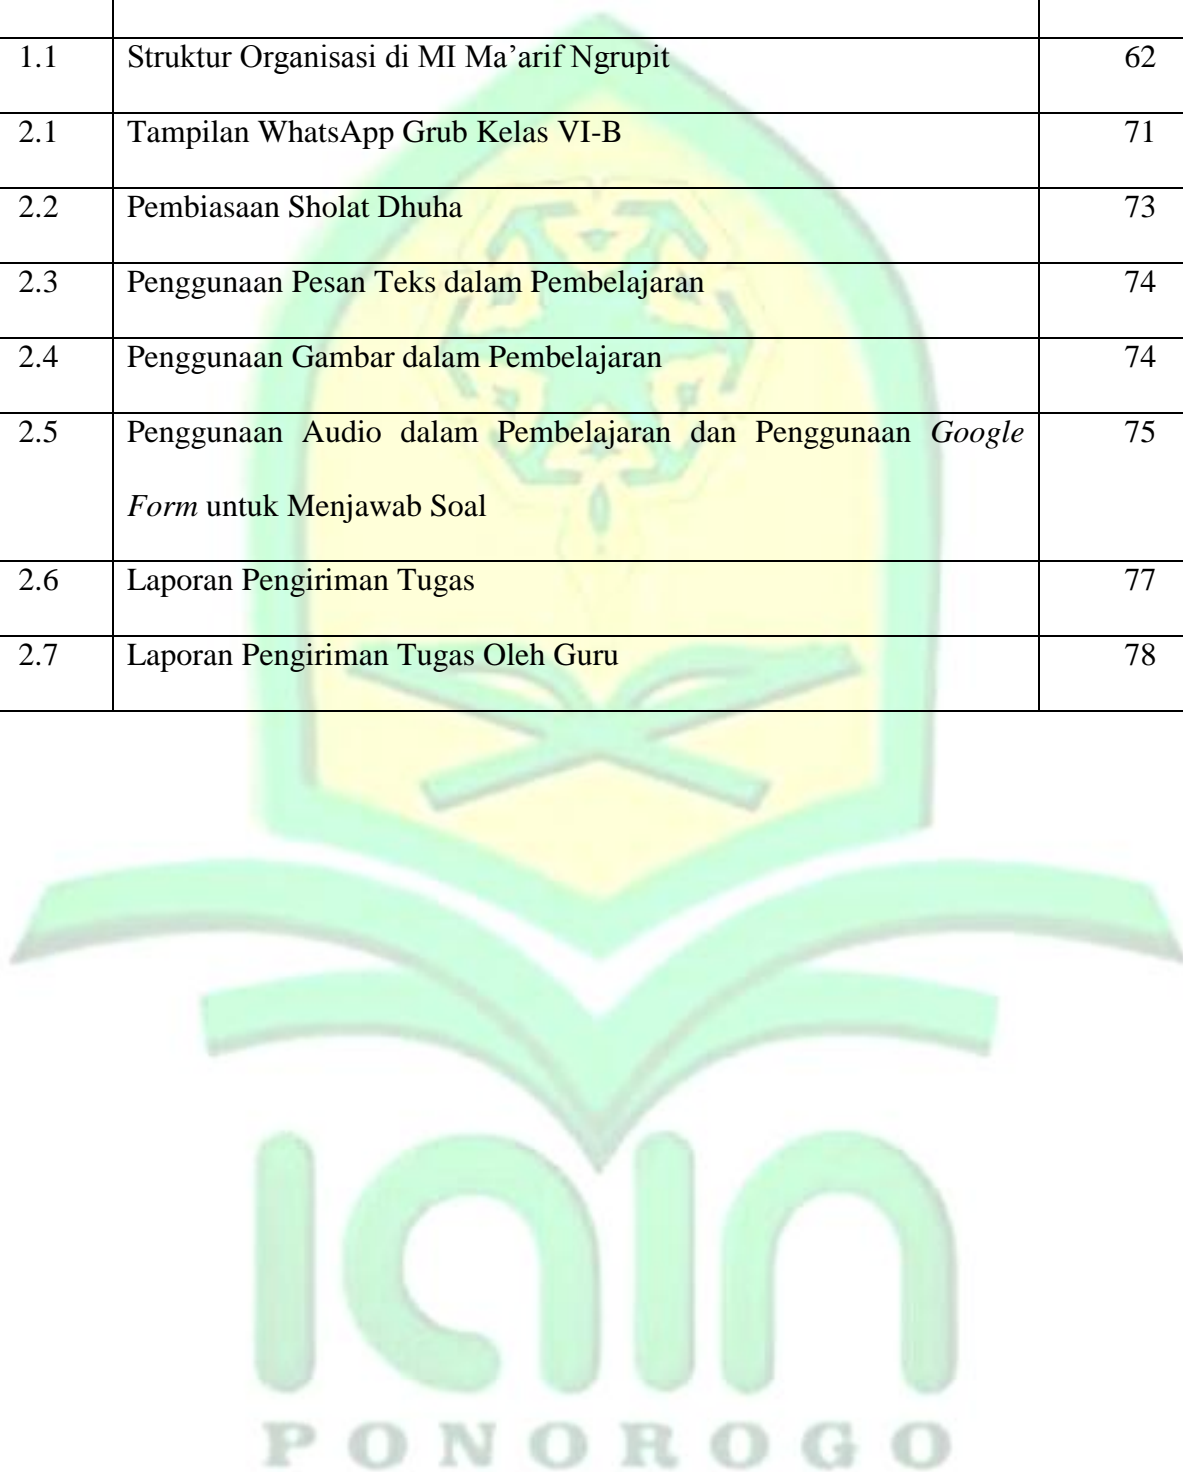 1.1 Struktur Organisasi di MI Ma’arif Ngrupit 62
2.1 Tampilan WhatsApp Grub Kelas VI-B 71
2.2 Pembiasaan Sholat Dhuha 73
2.3 Penggunaan Pesan Teks dalam Pembelajaran 74
2.4 Penggunaan Gambar dalam Pembelajaran 74
2.5 Penggunaan Audio dalam Pembelajaran dan Penggunaan Google 75
Form untuk Menjawab Soal
2.6 Laporan Pengiriman Tugas 77
2.7 Laporan Pengiriman Tugas Oleh Guru 78
IAIN
PONOROGO